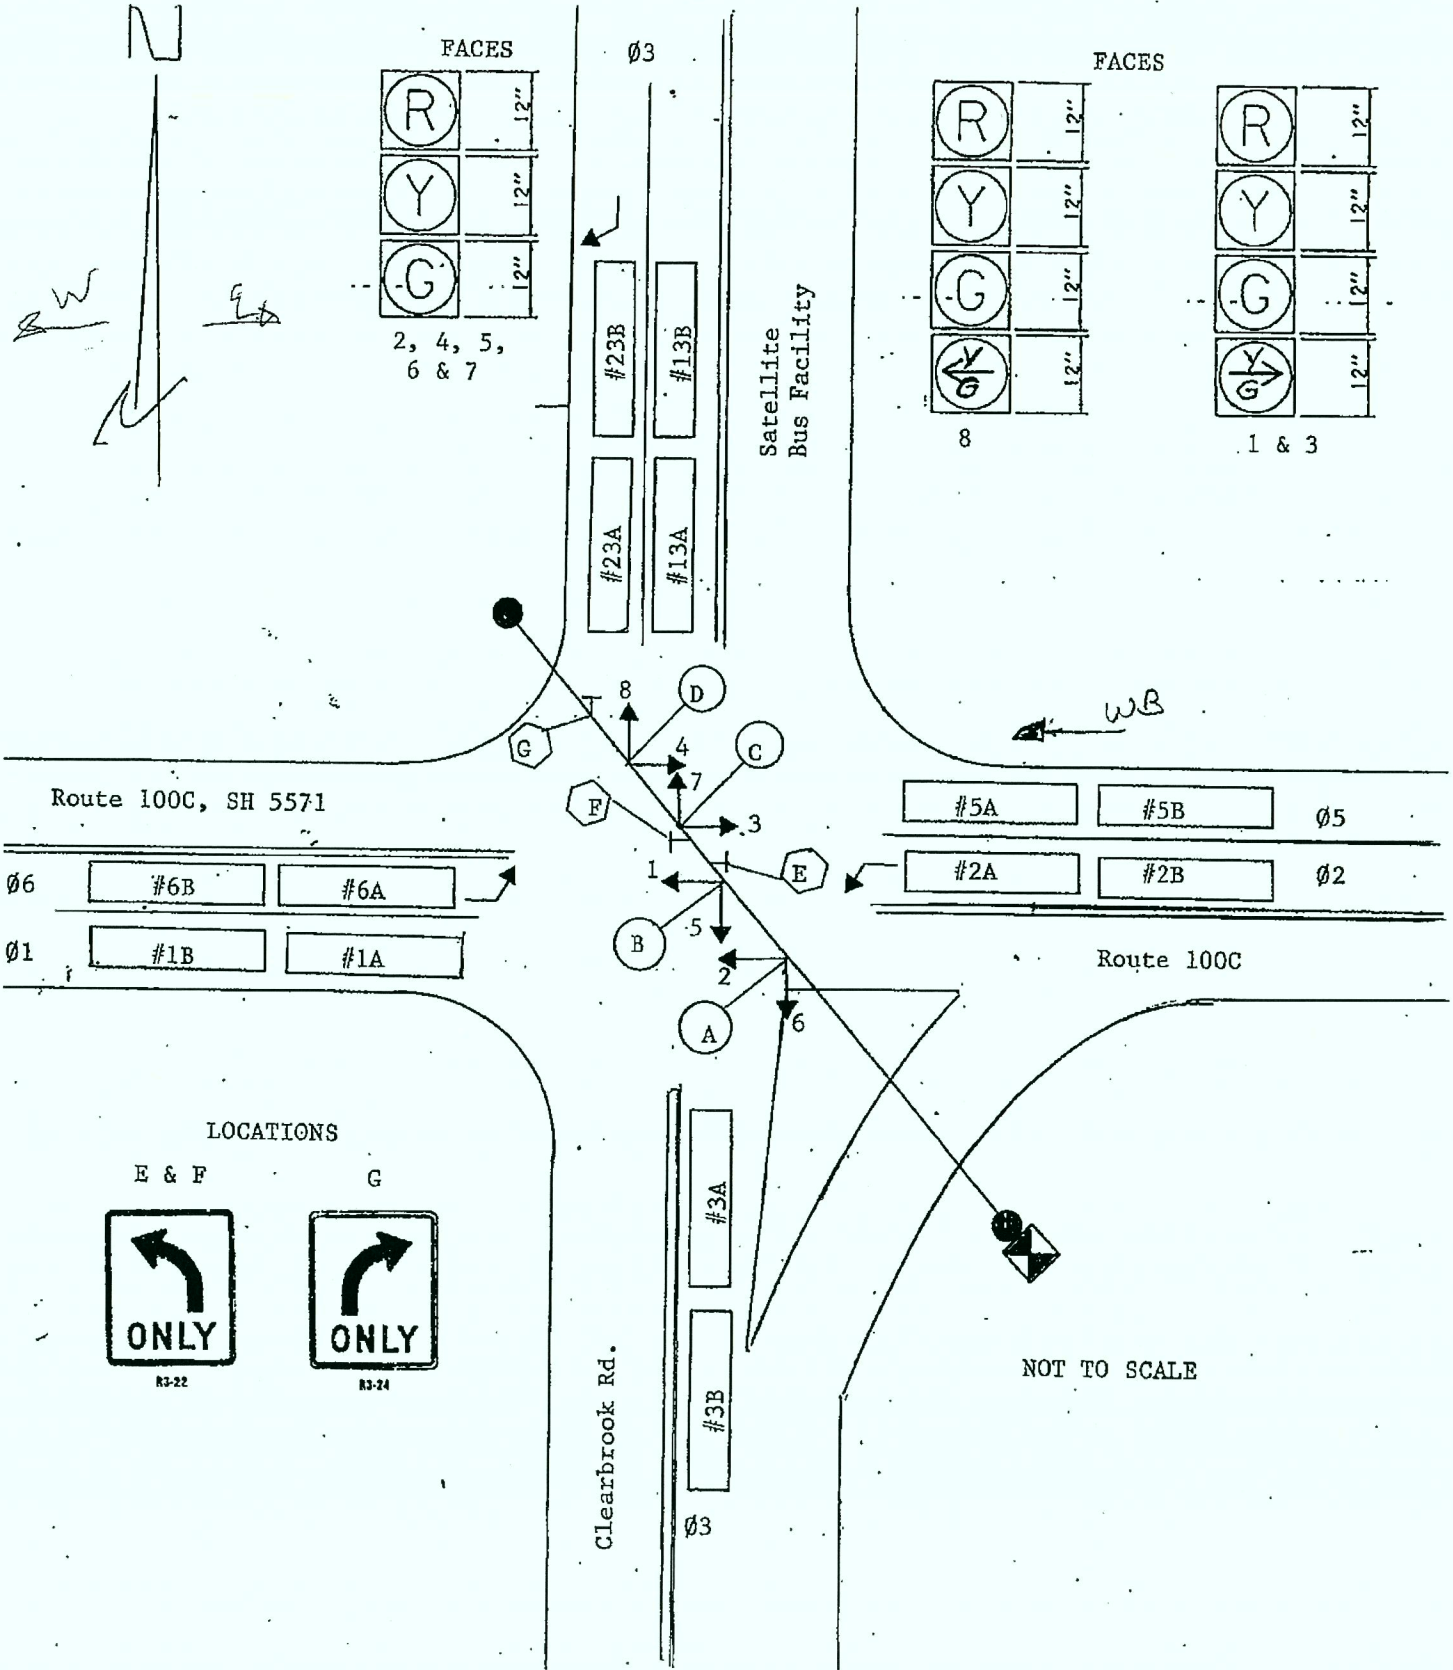 N
W
E
FACES
R 12"
Y 12"
G 12"
2, 4, 5,
6 & 7
Ø3
FACES
R 12"
Y 12"
G 12"
Y
G 12"
8
R 12"
Y 12"
G 12"
Y
G 12"
1 & 3
#23B
#13B
#23A
#13A
Satellite
Bus Facility
8
D
4
7
C
G
F
3
WB
Route 100C, SH 5571
#5A
#5B
Ø5
1
E
#2A
#2B
Ø2
Ø6
#6B
#6A
Ø1
#1B
#1A
B
5
2
A
6
Route 100C
LOCATIONS
E & F
G
ONLY
R3-22
ONLY
R3-24
#3A
#3B
Clearbrook Rd.
Ø3
NOT TO SCALE